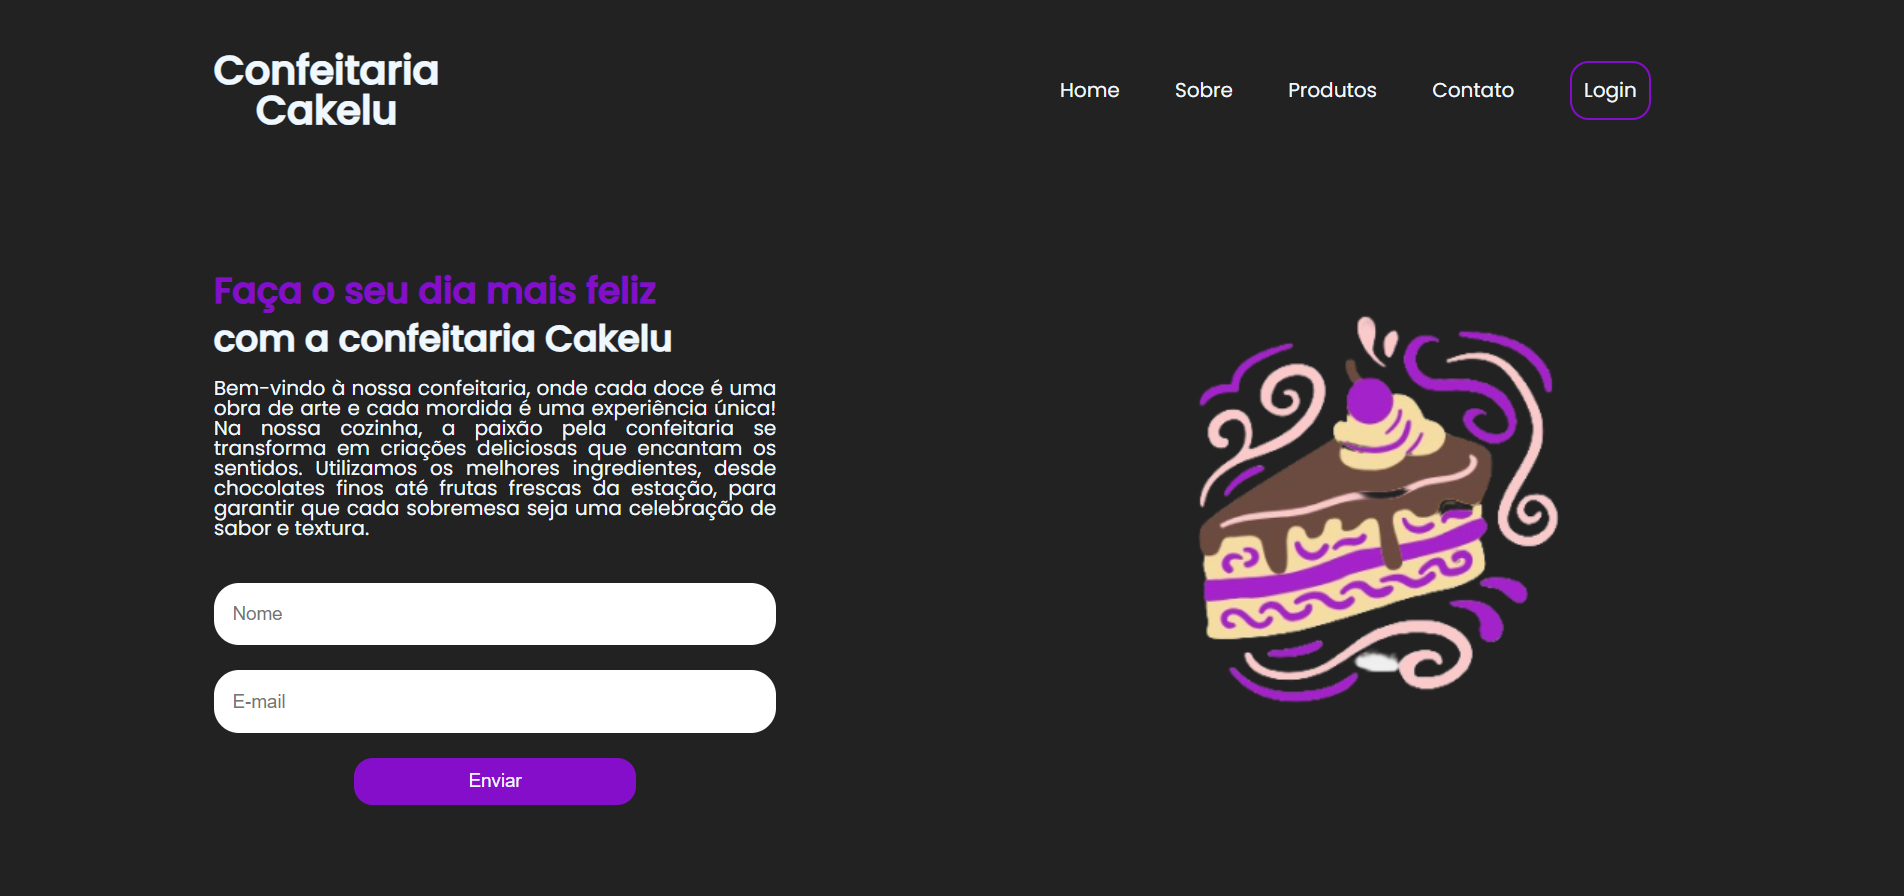 Confeitaria
Cakelu
Home Sobre Produtos Contato Login
Faça o seu dia mais feliz
com a confeitaria Cakelu
Bem-vindo à nossa confeitaria, onde cada doce é uma
obra de arte e cada mordida é uma experiência única!
Na nossa cozinha, a paixão pela confeitaria se
transforma em criações deliciosas que encantam os
sentidos. Utilizamos os melhores ingredientes, desde
chocolates finos até frutas frescas da estação, para
garantir que cada sobremesa seja uma celebração de
sabor e textura.
Nome
E-mail
Enviar